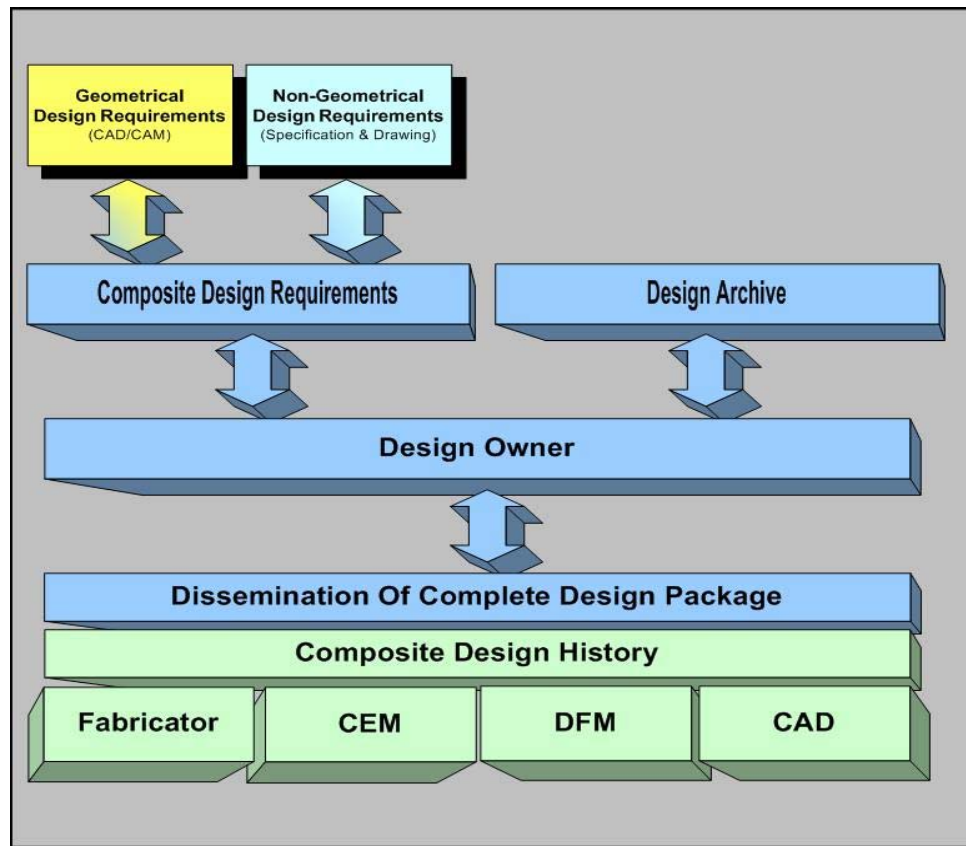 Geometrical
Design Requirements
(CAD/CAM)
Non-Geometrical
Design Requirements
(Specification & Drawing)
Composite Design Requirements
Design Archive
Design Owner
Dissemination Of Complete Design Package
Composite Design History
Fabricator
CEM
DFM
CAD